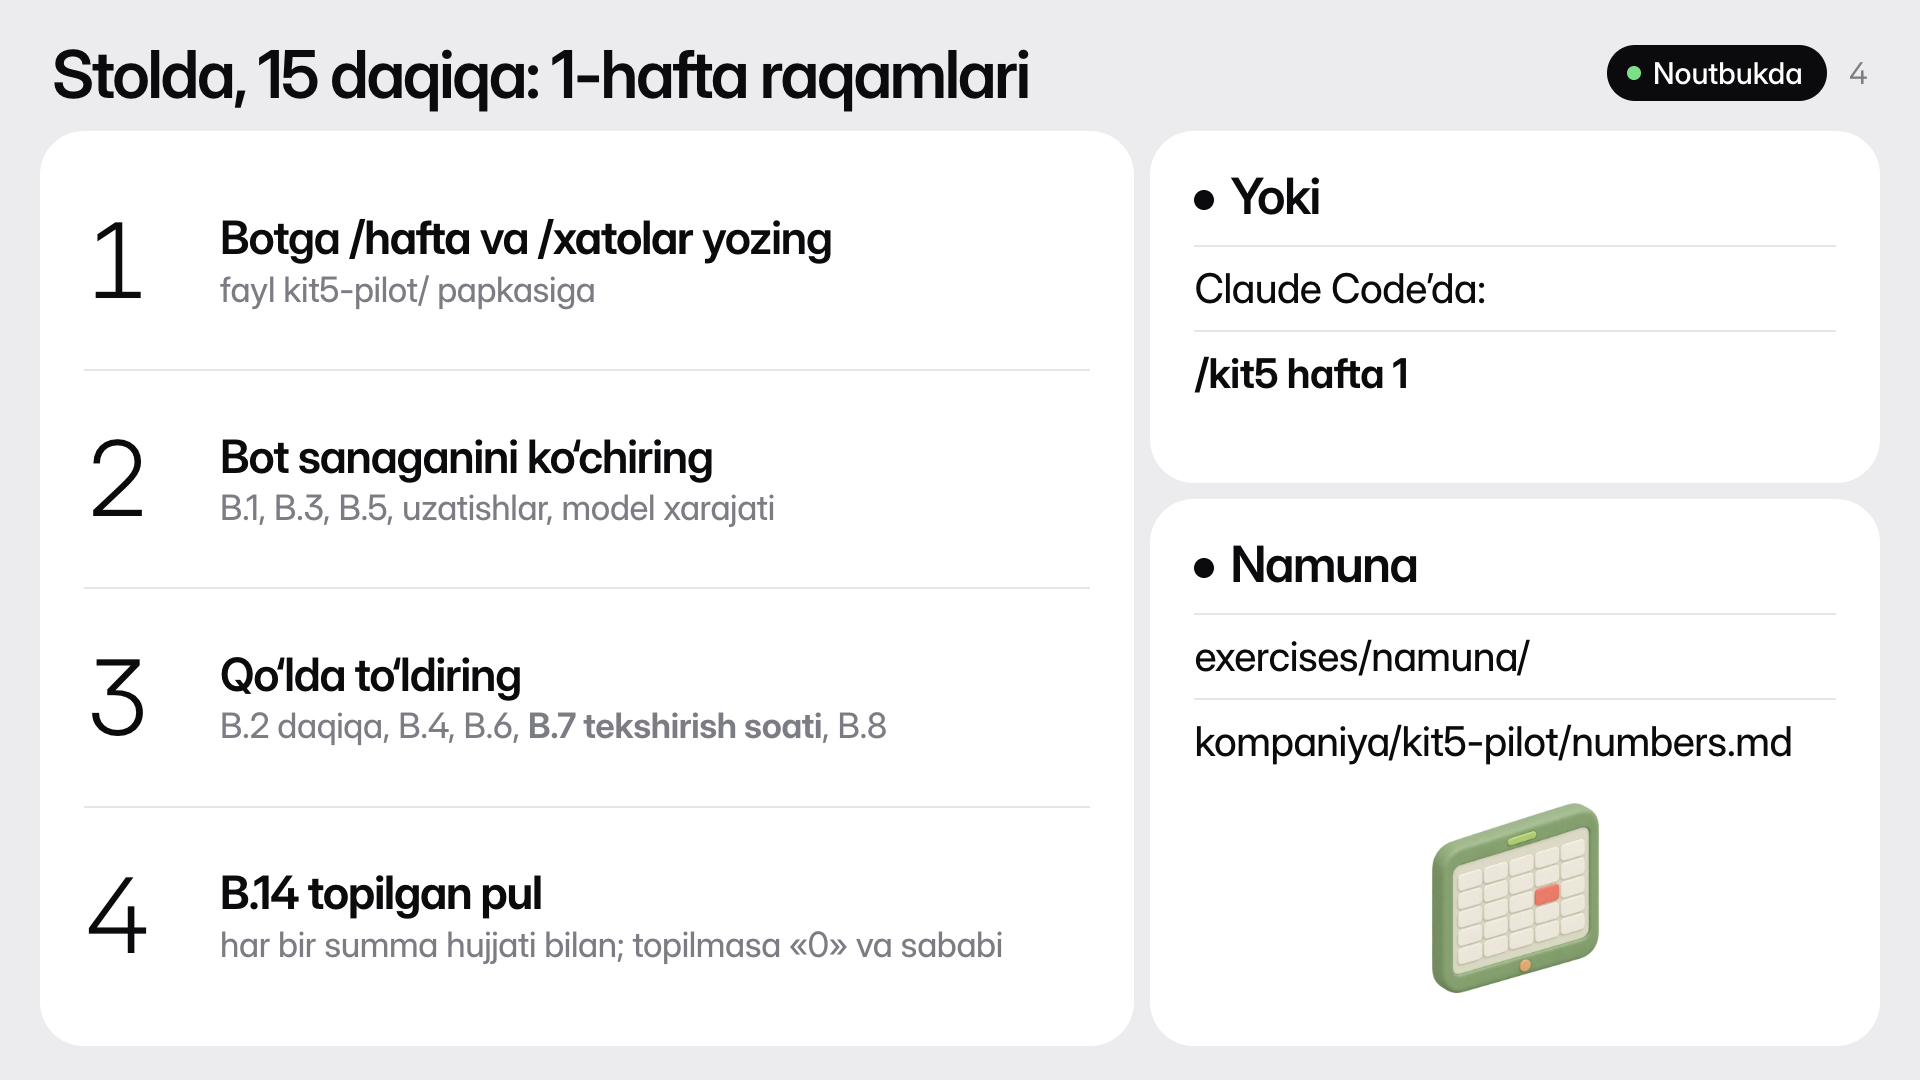 Stolda, 15 daqiqa: 1-hafta raqamlari
Noutbukda
4
1
Botga /hafta va /xatolar yozing
fayl kit5-pilot/ papkasiga
2
Bot sanaganini ko‘chiring
B.1, B.3, B.5, uzatishlar, model xarajati
3
Qo‘lda to‘ldiring
B.2 daqiqa, B.4, B.6, B.7 tekshirish soati, B.8
4
B.14 topilgan pul
har bir summa hujjati bilan; topilmasa «0» va sababi
● Yoki
Claude Code’da:
/kit5 hafta 1
● Namuna
exercises/namuna/
kompaniya/kit5-pilot/numbers.md